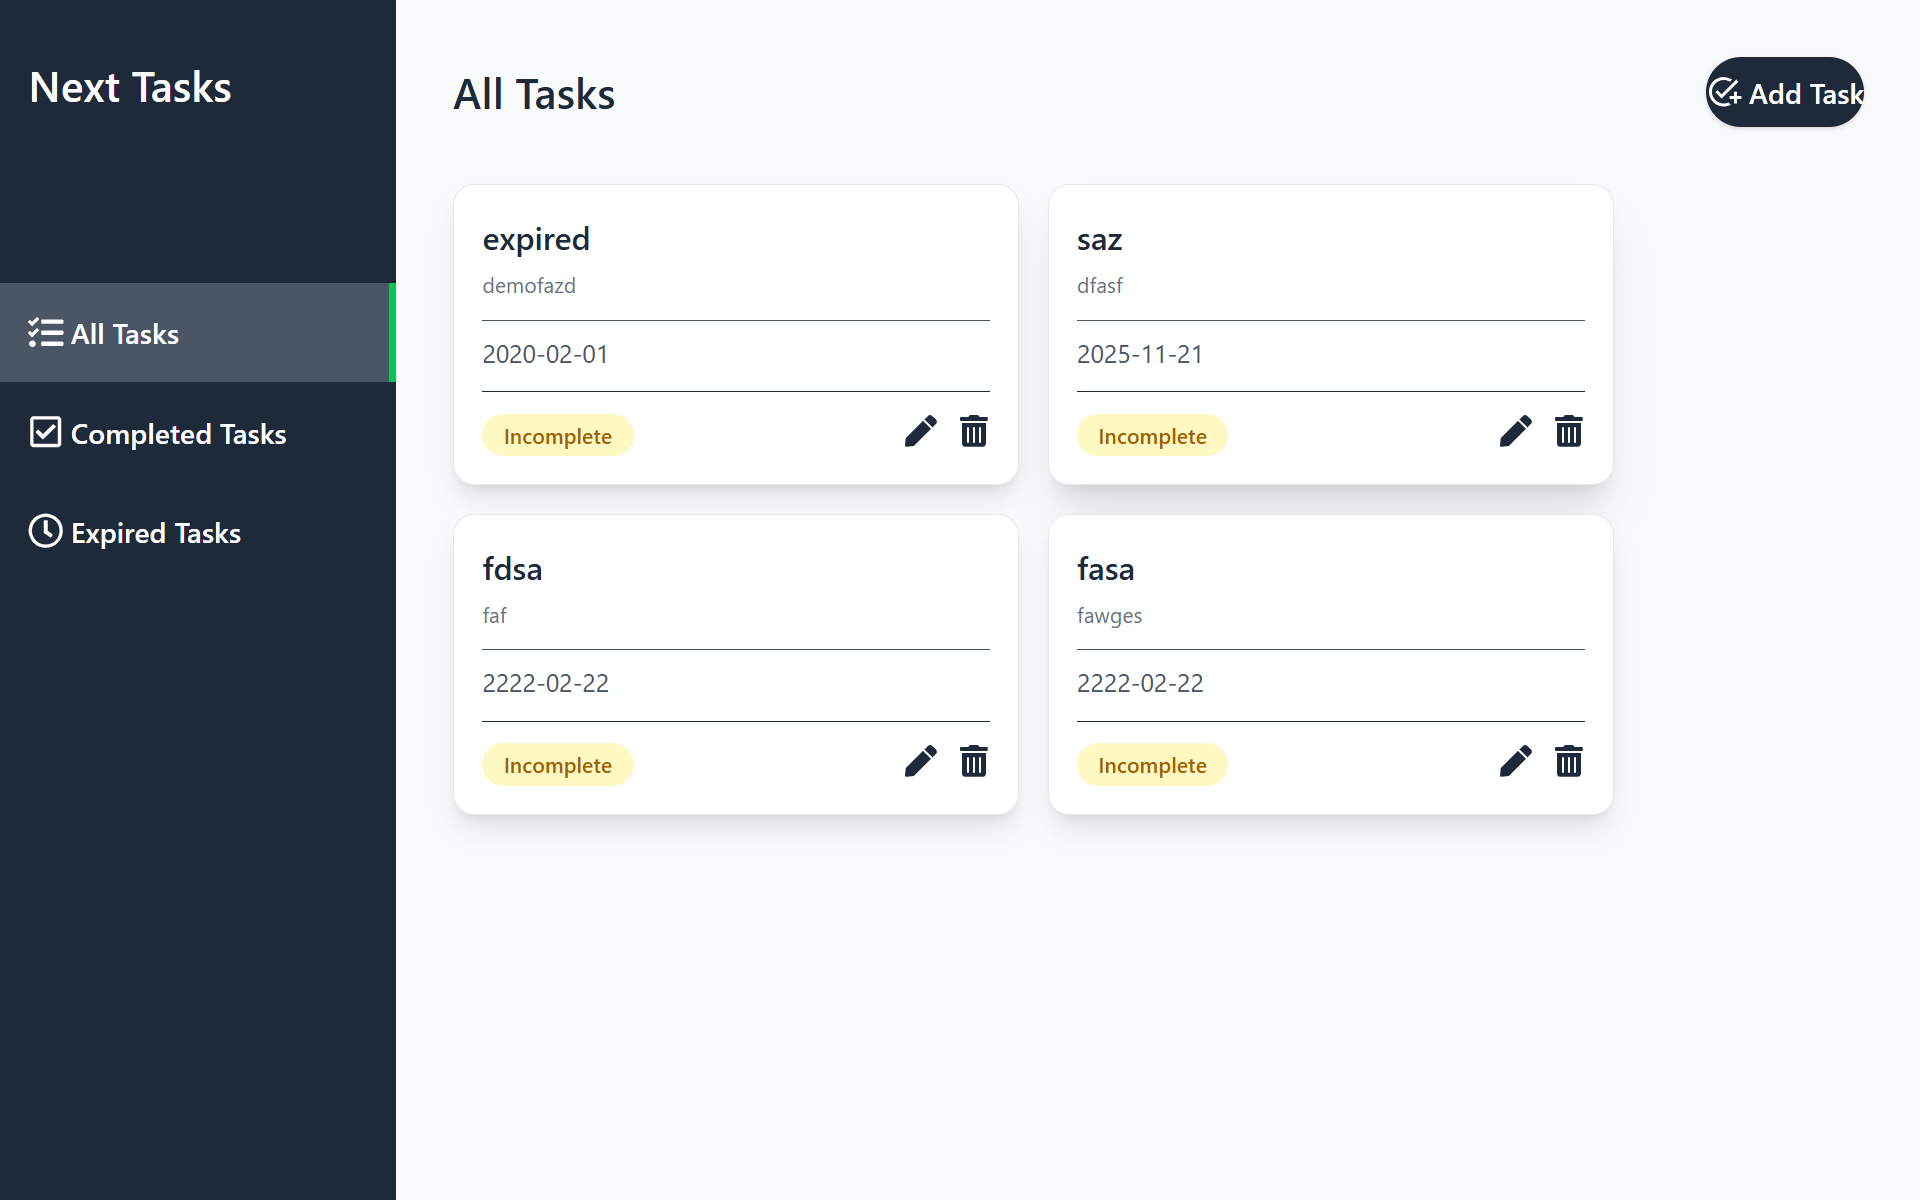 Next Tasks
All Tasks
Completed Tasks
Expired Tasks
All Tasks
Add Task
expired
demofazd
2020-02-01
Incomplete
saz
dfasf
2025-11-21
Incomplete
fdsa
faf
2222-02-22
Incomplete
fasa
fawges
2222-02-22
Incomplete